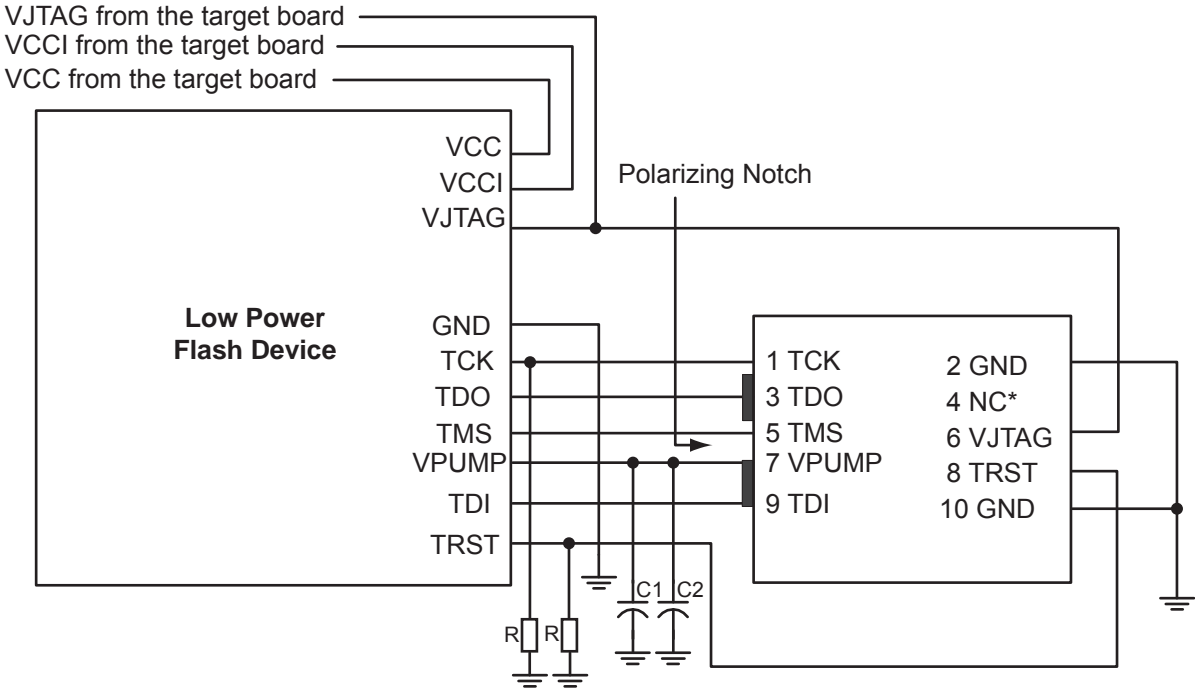 VJTAG from the target board
VCCI from the target board
VCC from the target board
VCC
VCCI
VJTAG
Polarizing Notch
Low Power
Flash Device
GND
TCK
TDO
TMS
VPUMP
TDI
TRST
1 TCK
3 TDO
5 TMS
7 VPUMP
9 TDI
2 GND
4 NC*
6 VJTAG
8 TRST
10 GND
C1
C2
R
R